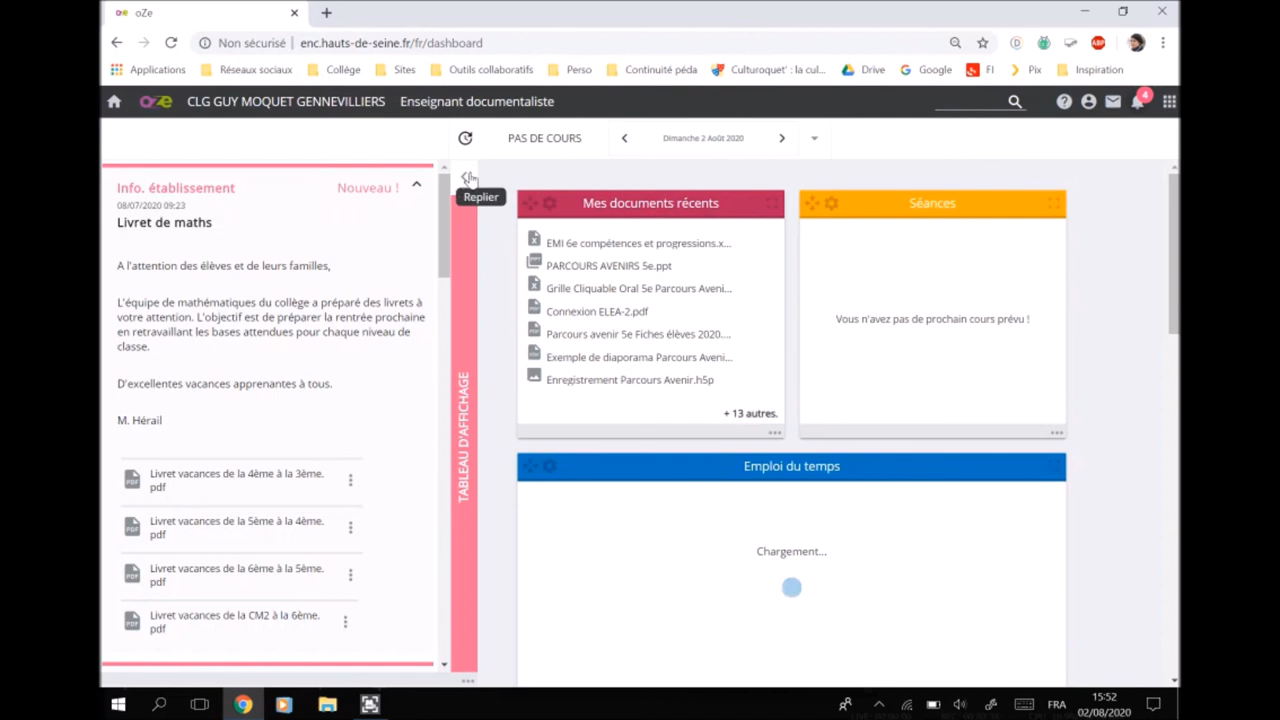 oZe
Non sécurisé | enc.hauts-de-seine.fr/fr/dashboard
Applications Réseaux sociaux Collège Sites Outils collaboratifs Perso Continuité péda Culturoquet' : la cul... Drive Google FI Pix Inspiration
oZe CLG GUY MOQUET GENNEVILLIERS Enseignant documentaliste 4
PAS DE COURS Dimanche 2 Août 2020
Info. établissement Nouveau !
08/07/2020 09:23
Livret de maths
A l'attention des élèves et de leurs familles,
L'équipe de mathématiques du collège a préparé des livrets à
votre attention. L'objectif est de préparer la rentrée prochaine
en retravaillant les bases attendues pour chaque niveau de
classe.
D'excellentes vacances apprenantes à tous.
M. Hérail
PDF Livret vacances de la 4ème à la 3ème.
pdf
PDF Livret vacances de la 5ème à la 4ème.
pdf
PDF Livret vacances de la 6ème à la 5ème.
pdf
PDF Livret vacances de la CM2 à la 6ème.
pdf
Replier
TABLEAU D'AFFICHAGE
Mes documents récents
EMI 6e compétences et progressions.x...
PARCOURS AVENIRS 5e.ppt
Grille Cliquable Oral 5e Parcours Aveni...
Connexion ELEA-2.pdf
Parcours avenir 5e Fiches élèves 2020....
Exemple de diaporama Parcours Aveni...
Enregistrement Parcours Avenir.h5p
+ 13 autres.
Séances
Vous n'avez pas de prochain cours prévu !
Emploi du temps
Chargement...
FRA
15:52
02/08/2020